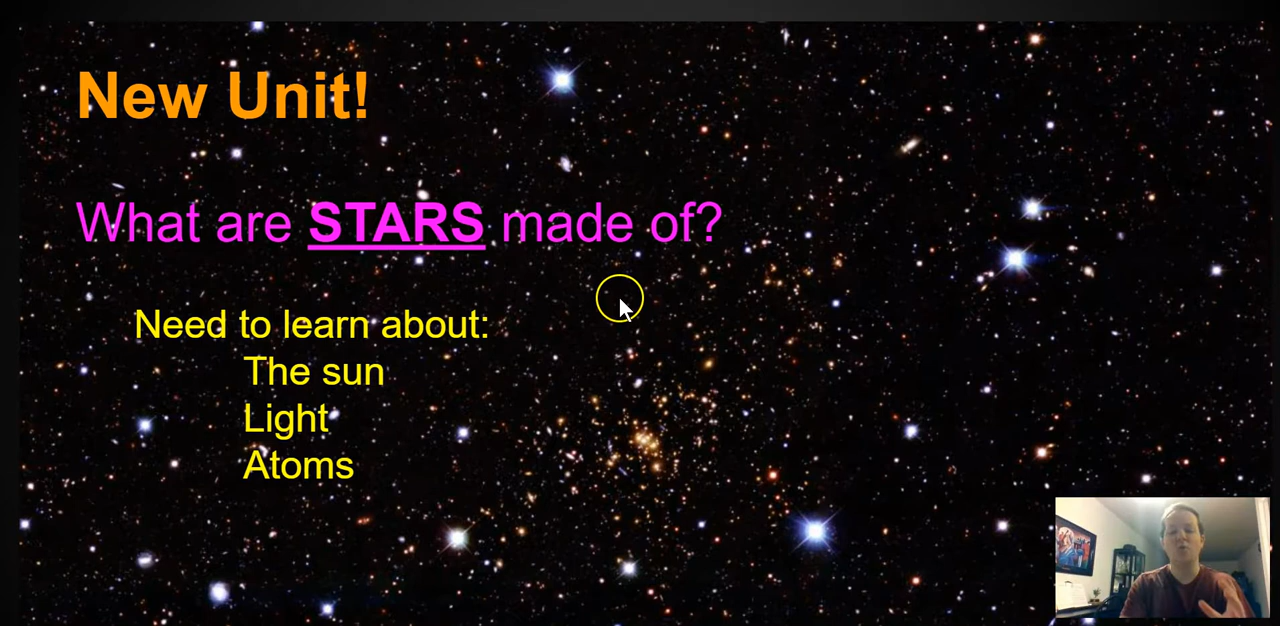 New Unit!
What are STARS made of?
Need to learn about:
The sun
Light
Atoms